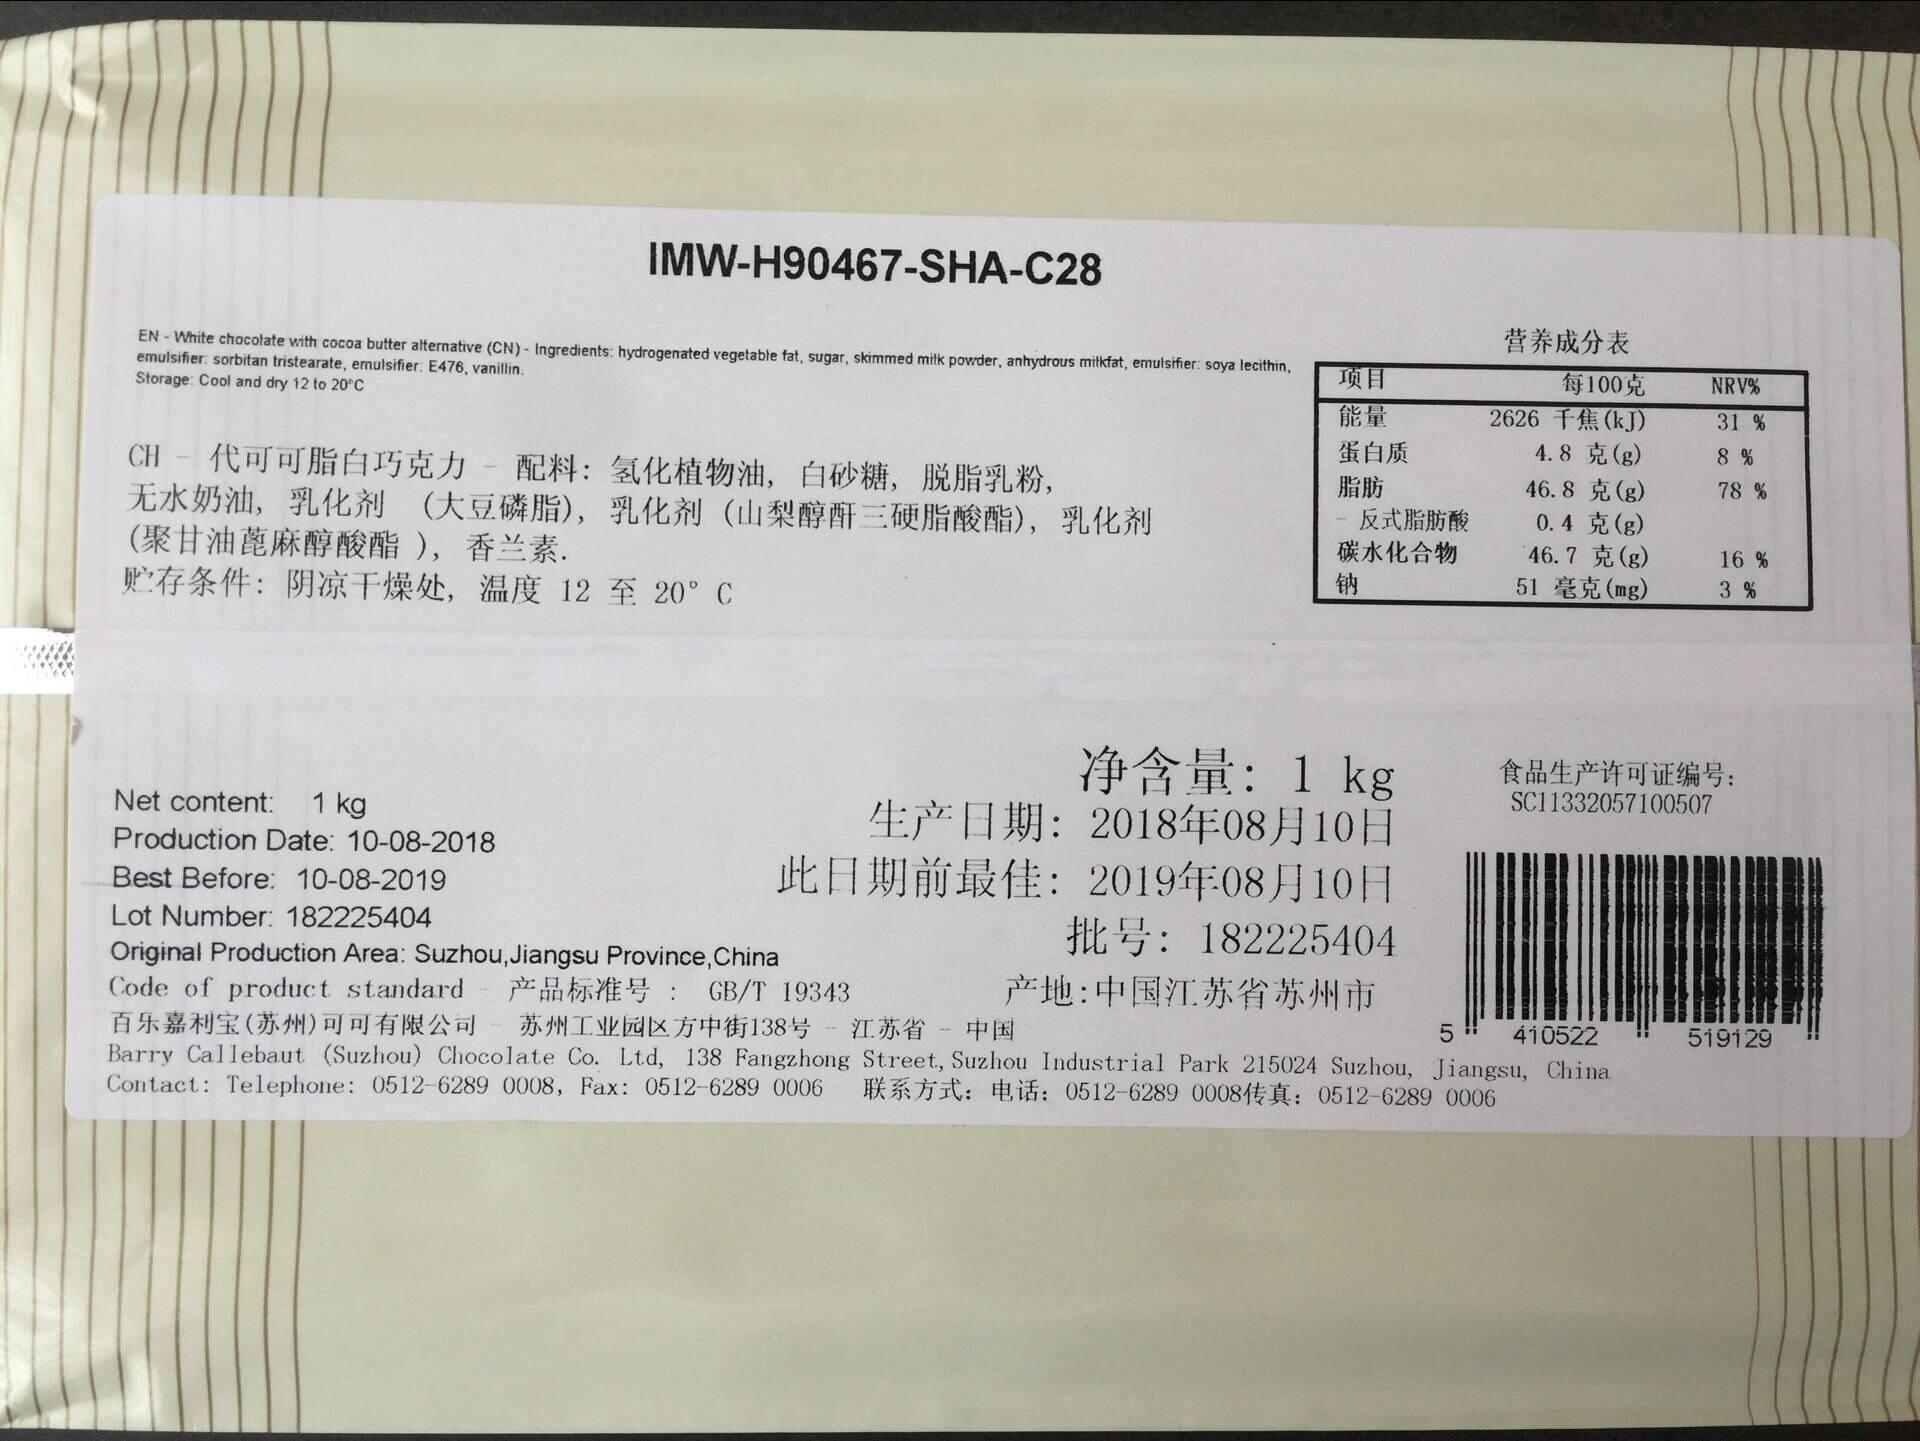 IMW-H90467-SHA-C28
EN - White chocolate with cocoa butter alternative (CN) - Ingredients: hydrogenated vegetable fat, sugar, skimmed milk powder, anhydrous milkfat, emulsifier: soya lecithin,
emulsifier: sorbitan tristearate, emulsifier: E476, vanillin.
Storage: Cool and dry 12 to 20°C
CH - 代可可脂白巧克力 - 配料: 氢化植物油, 白砂糖, 脱脂乳粉,
无水奶油, 乳化剂 (大豆磷脂), 乳化剂 (山梨醇酐三硬脂酸酯), 乳化剂
(聚甘油蓖麻醇酸酯 ), 香兰素.
贮存条件: 阴凉干燥处, 温度 12 至 20° C
营养成分表
项目 每100克 NRV%
能量 2626 千焦(kJ) 31 %
蛋白质 4.8 克(g) 8 %
脂肪 46.8 克(g) 78 %
- 反式脂肪酸 0.4 克(g)
碳水化合物 46.7 克(g) 16 %
钠 51 毫克(mg) 3 %
Net content: 1 kg
Production Date: 10-08-2018
Best Before: 10-08-2019
Lot Number: 182225404
Original Production Area: Suzhou,Jiangsu Province,China
净含量: 1 kg
生产日期: 2018年08月10日
此日期前最佳: 2019年08月10日
批号: 182225404
产地:中国江苏省苏州市
食品生产许可证编号:
SC11332057100507
5 410522 519129
Code of product standard - 产品标准号 : GB/T 19343
百乐嘉利宝(苏州)可可有限公司 - 苏州工业园区方中街138号 - 江苏省 - 中国
Barry Callebaut (Suzhou) Chocolate Co. Ltd, 138 Fangzhong Street,Suzhou Industrial Park 215024 Suzhou, Jiangsu, China
Contact: Telephone: 0512-6289 0008, Fax: 0512-6289 0006 联系方式: 电话: 0512-6289 0008传真: 0512-6289 0006